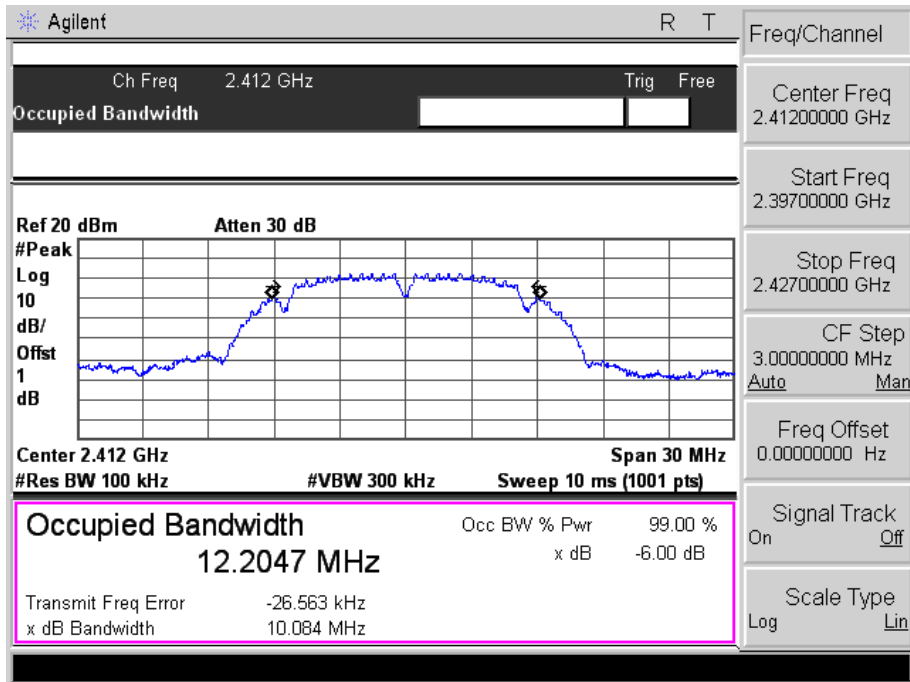 Agilent R T
Ch Freq 2.412 GHz Trig Free
Occupied Bandwidth
Ref 20 dBm Atten 30 dB
#Peak
Log
10
dB/
Offst
1
dB
Center 2.412 GHz Span 30 MHz
#Res BW 100 kHz #VBW 300 kHz Sweep 10 ms (1001 pts)
Occupied Bandwidth
12.2047 MHz
Occ BW % Pwr 99.00 %
x dB -6.00 dB
Transmit Freq Error -26.563 kHz
x dB Bandwidth 10.084 MHz
Freq/Channel
Center Freq
2.41200000 GHz
Start Freq
2.39700000 GHz
Stop Freq
2.42700000 GHz
CF Step
3.00000000 MHz
Auto Man
Freq Offset
0.00000000 Hz
Signal Track
On Off
Scale Type
Log Lin